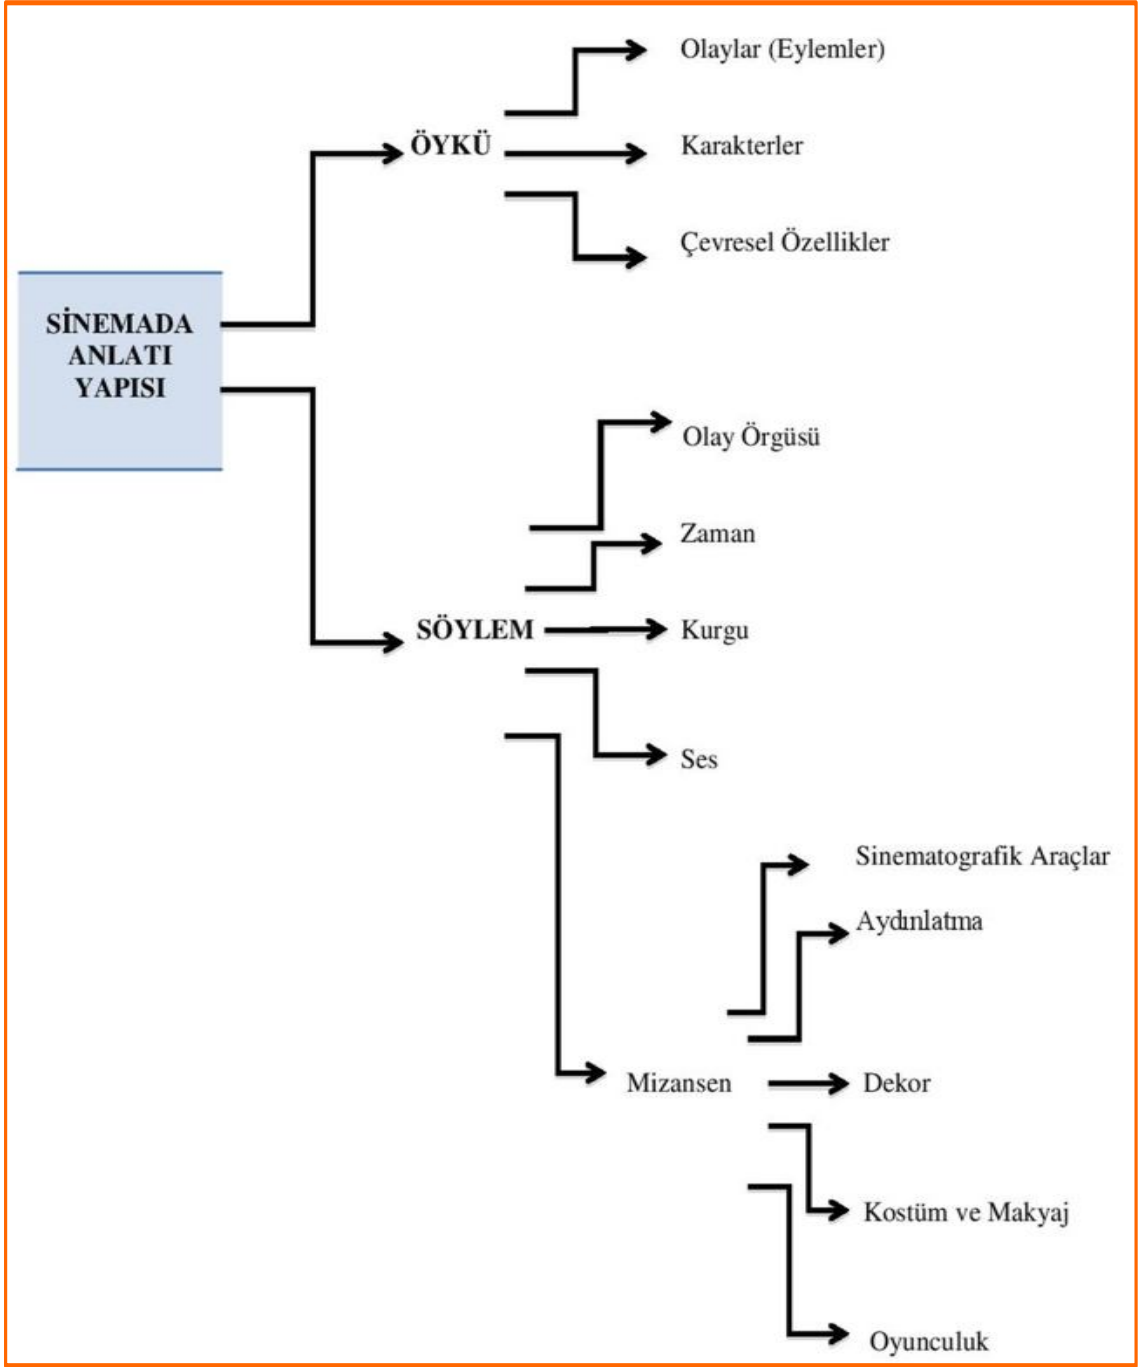 SİNEMADA
ANLATI
YAPISI
ÖYKÜ
Olaylar (Eylemler)
Karakterler
Çevresel Özellikler
SÖYLEM
Olay Örgüsü
Zaman
Kurgu
Ses
Mizansen
Sinematografik Araçlar
Aydınlatma
Dekor
Kostüm ve Makyaj
Oyunculuk